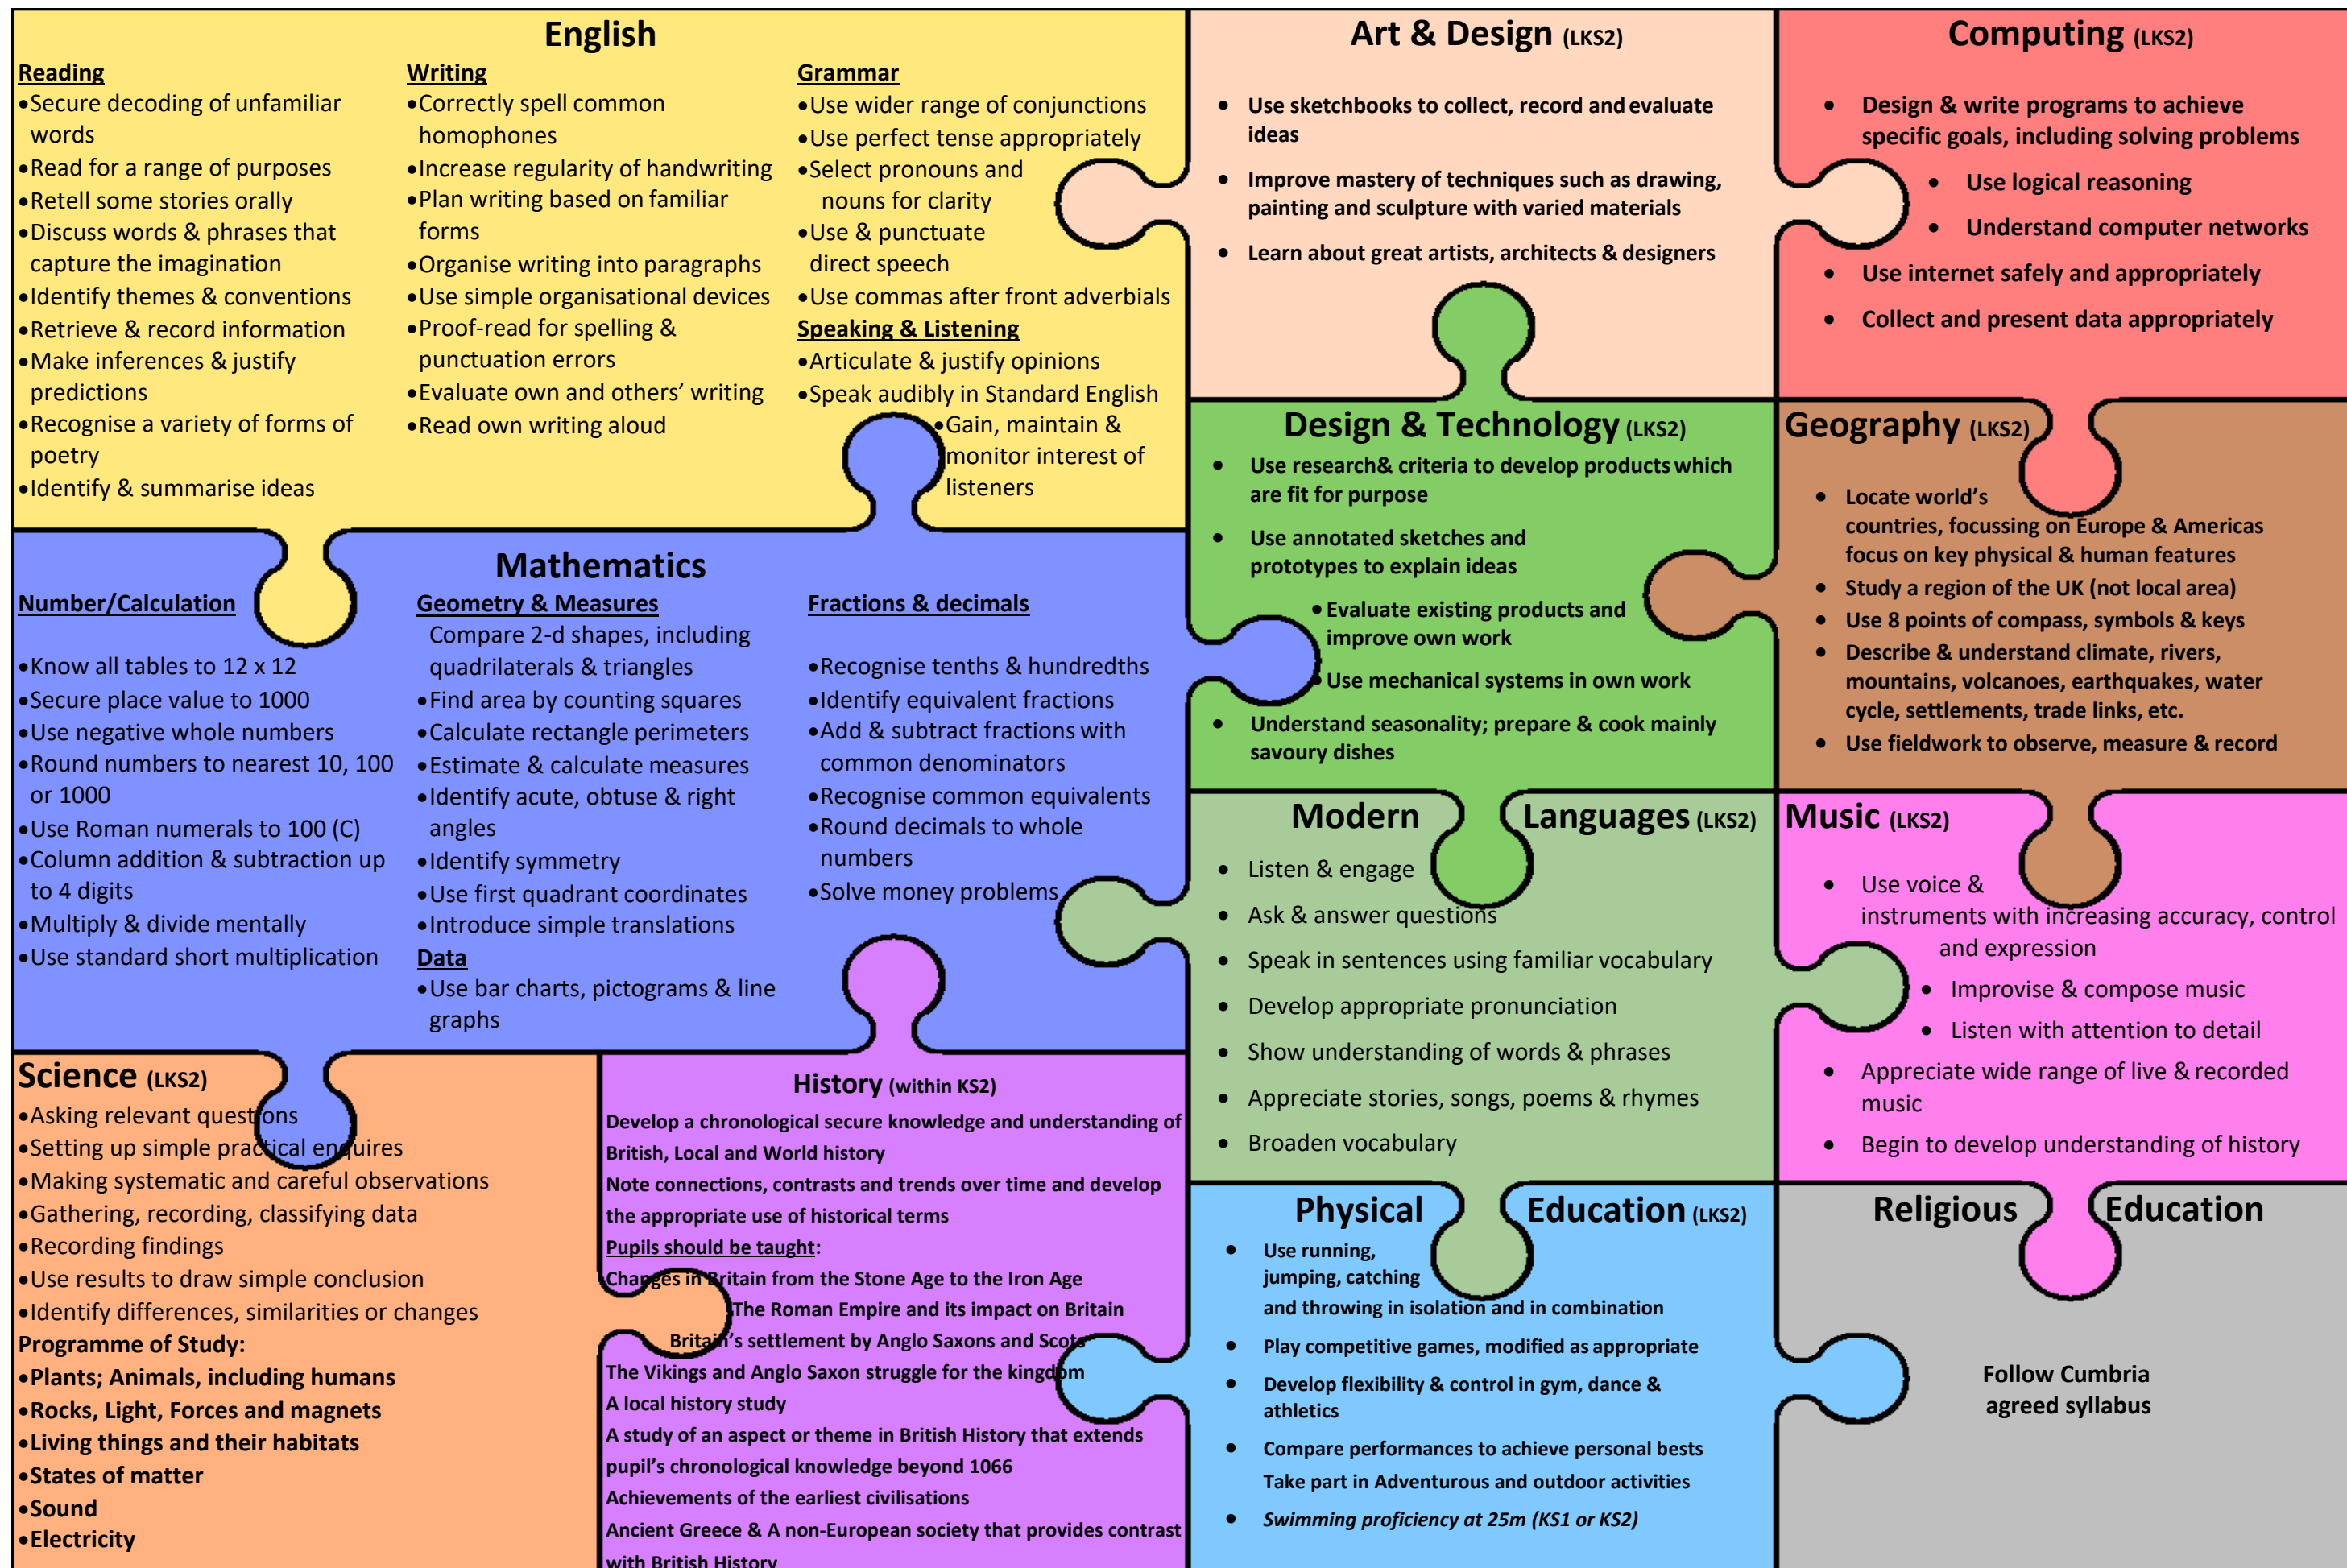 English
Reading
•Secure decoding of unfamiliar
words
•Read for a range of purposes
•Retell some stories orally
•Discuss words & phrases that
capture the imagination
•Identify themes & conventions
•Retrieve & record information
•Make inferences & justify
predictions
•Recognise a variety of forms of
poetry
•Identify & summarise ideas
Writing
•Correctly spell common
homophones
•Increase regularity of handwriting
•Plan writing based on familiar
forms
•Organise writing into paragraphs
•Use simple organisational devices
•Proof-read for spelling &
punctuation errors
•Evaluate own and others’ writing
•Read own writing aloud
Grammar
•Use wider range of conjunctions
•Use perfect tense appropriately
•Select pronouns and
nouns for clarity
•Use & punctuate
direct speech
•Use commas after front adverbials
Speaking & Listening
•Articulate & justify opinions
•Speak audibly in Standard English
•Gain, maintain &
monitor interest of
listeners
Art & Design (LKS2)
• Use sketchbooks to collect, record and evaluate
ideas
• Improve mastery of techniques such as drawing,
painting and sculpture with varied materials
• Learn about great artists, architects & designers
Computing (LKS2)
• Design & write programs to achieve
specific goals, including solving problems
• Use logical reasoning
• Understand computer networks
• Use internet safely and appropriately
• Collect and present data appropriately
Mathematics
Number/Calculation
•Know all tables to 12 x 12
•Secure place value to 1000
•Use negative whole numbers
•Round numbers to nearest 10, 100
or 1000
•Use Roman numerals to 100 (C)
•Column addition & subtraction up
to 4 digits
•Multiply & divide mentally
•Use standard short multiplication
Geometry & Measures
Compare 2-d shapes, including
quadrilaterals & triangles
•Find area by counting squares
•Calculate rectangle perimeters
•Estimate & calculate measures
•Identify acute, obtuse & right
angles
•Identify symmetry
•Use first quadrant coordinates
•Introduce simple translations
Data
•Use bar charts, pictograms & line
graphs
Fractions & decimals
•Recognise tenths & hundredths
•Identify equivalent fractions
•Add & subtract fractions with
common denominators
•Recognise common equivalents
•Round decimals to whole
numbers
•Solve money problems
Design & Technology (LKS2)
• Use research& criteria to develop products which
are fit for purpose
• Use annotated sketches and
prototypes to explain ideas
•Evaluate existing products and
improve own work
•Use mechanical systems in own work
• Understand seasonality; prepare & cook mainly
savoury dishes
Geography (LKS2)
• Locate world’s
countries, focussing on Europe & Americas
focus on key physical & human features
• Study a region of the UK (not local area)
• Use 8 points of compass, symbols & keys
• Describe & understand climate, rivers,
mountains, volcanoes, earthquakes, water
cycle, settlements, trade links, etc.
• Use fieldwork to observe, measure & record
Modern Languages (LKS2)
• Listen & engage
• Ask & answer questions
• Speak in sentences using familiar vocabulary
• Develop appropriate pronunciation
• Show understanding of words & phrases
• Appreciate stories, songs, poems & rhymes
• Broaden vocabulary
Music (LKS2)
• Use voice &
instruments with increasing accuracy, control
and expression
• Improvise & compose music
• Listen with attention to detail
• Appreciate wide range of live & recorded
music
• Begin to develop understanding of history
Science (LKS2)
•Asking relevant questions
•Setting up simple practical enquires
•Making systematic and careful observations
•Gathering, recording, classifying data
•Recording findings
•Use results to draw simple conclusion
•Identify differences, similarities or changes
Programme of Study:
•Plants; Animals, including humans
•Rocks, Light, Forces and magnets
•Living things and their habitats
•States of matter
•Sound
•Electricity
History (within KS2)
Develop a chronological secure knowledge and understanding of
British, Local and World history
Note connections, contrasts and trends over time and develop
the appropriate use of historical terms
Pupils should be taught:
Changes in Britain from the Stone Age to the Iron Age
The Roman Empire and its impact on Britain
Britain’s settlement by Anglo Saxons and Scots
The Vikings and Anglo Saxon struggle for the kingdom
A local history study
A study of an aspect or theme in British History that extends
pupil’s chronological knowledge beyond 1066
Achievements of the earliest civilisations
Ancient Greece & A non-European society that provides contrast
with British History
Physical Education (LKS2)
• Use running,
jumping, catching
and throwing in isolation and in combination
• Play competitive games, modified as appropriate
• Develop flexibility & control in gym, dance &
athletics
• Compare performances to achieve personal bests
Take part in Adventurous and outdoor activities
• Swimming proficiency at 25m (KS1 or KS2)
Religious Education
Follow Cumbria
agreed syllabus